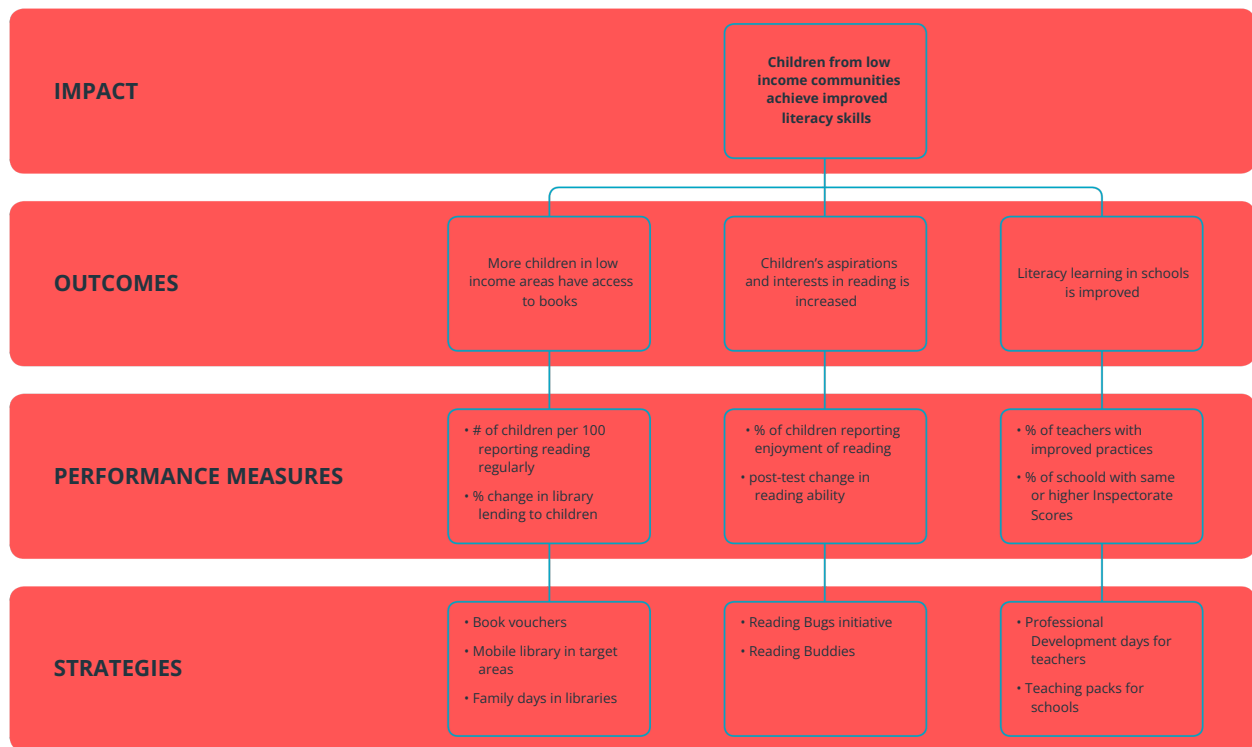 IMPACT
Children from low
income communities
achieve improved
literacy skills
OUTCOMES
More children in low
income areas have access
to books
Children’s aspirations
and interests in reading is
increased
Literacy learning in schools
is improved
PERFORMANCE MEASURES
• # of children per 100
reporting reading
regularly
• % change in library
lending to children
• % of children reporting
enjoyment of reading
• post-test change in
reading ability
• % of teachers with
improved practices
• % of schoold with same
or higher Inspectorate
Scores
STRATEGIES
• Book vouchers
• Mobile library in target
areas
• Family days in libraries
• Reading Bugs initiative
• Reading Buddies
• Professional
Development days for
teachers
• Teaching packs for
schools